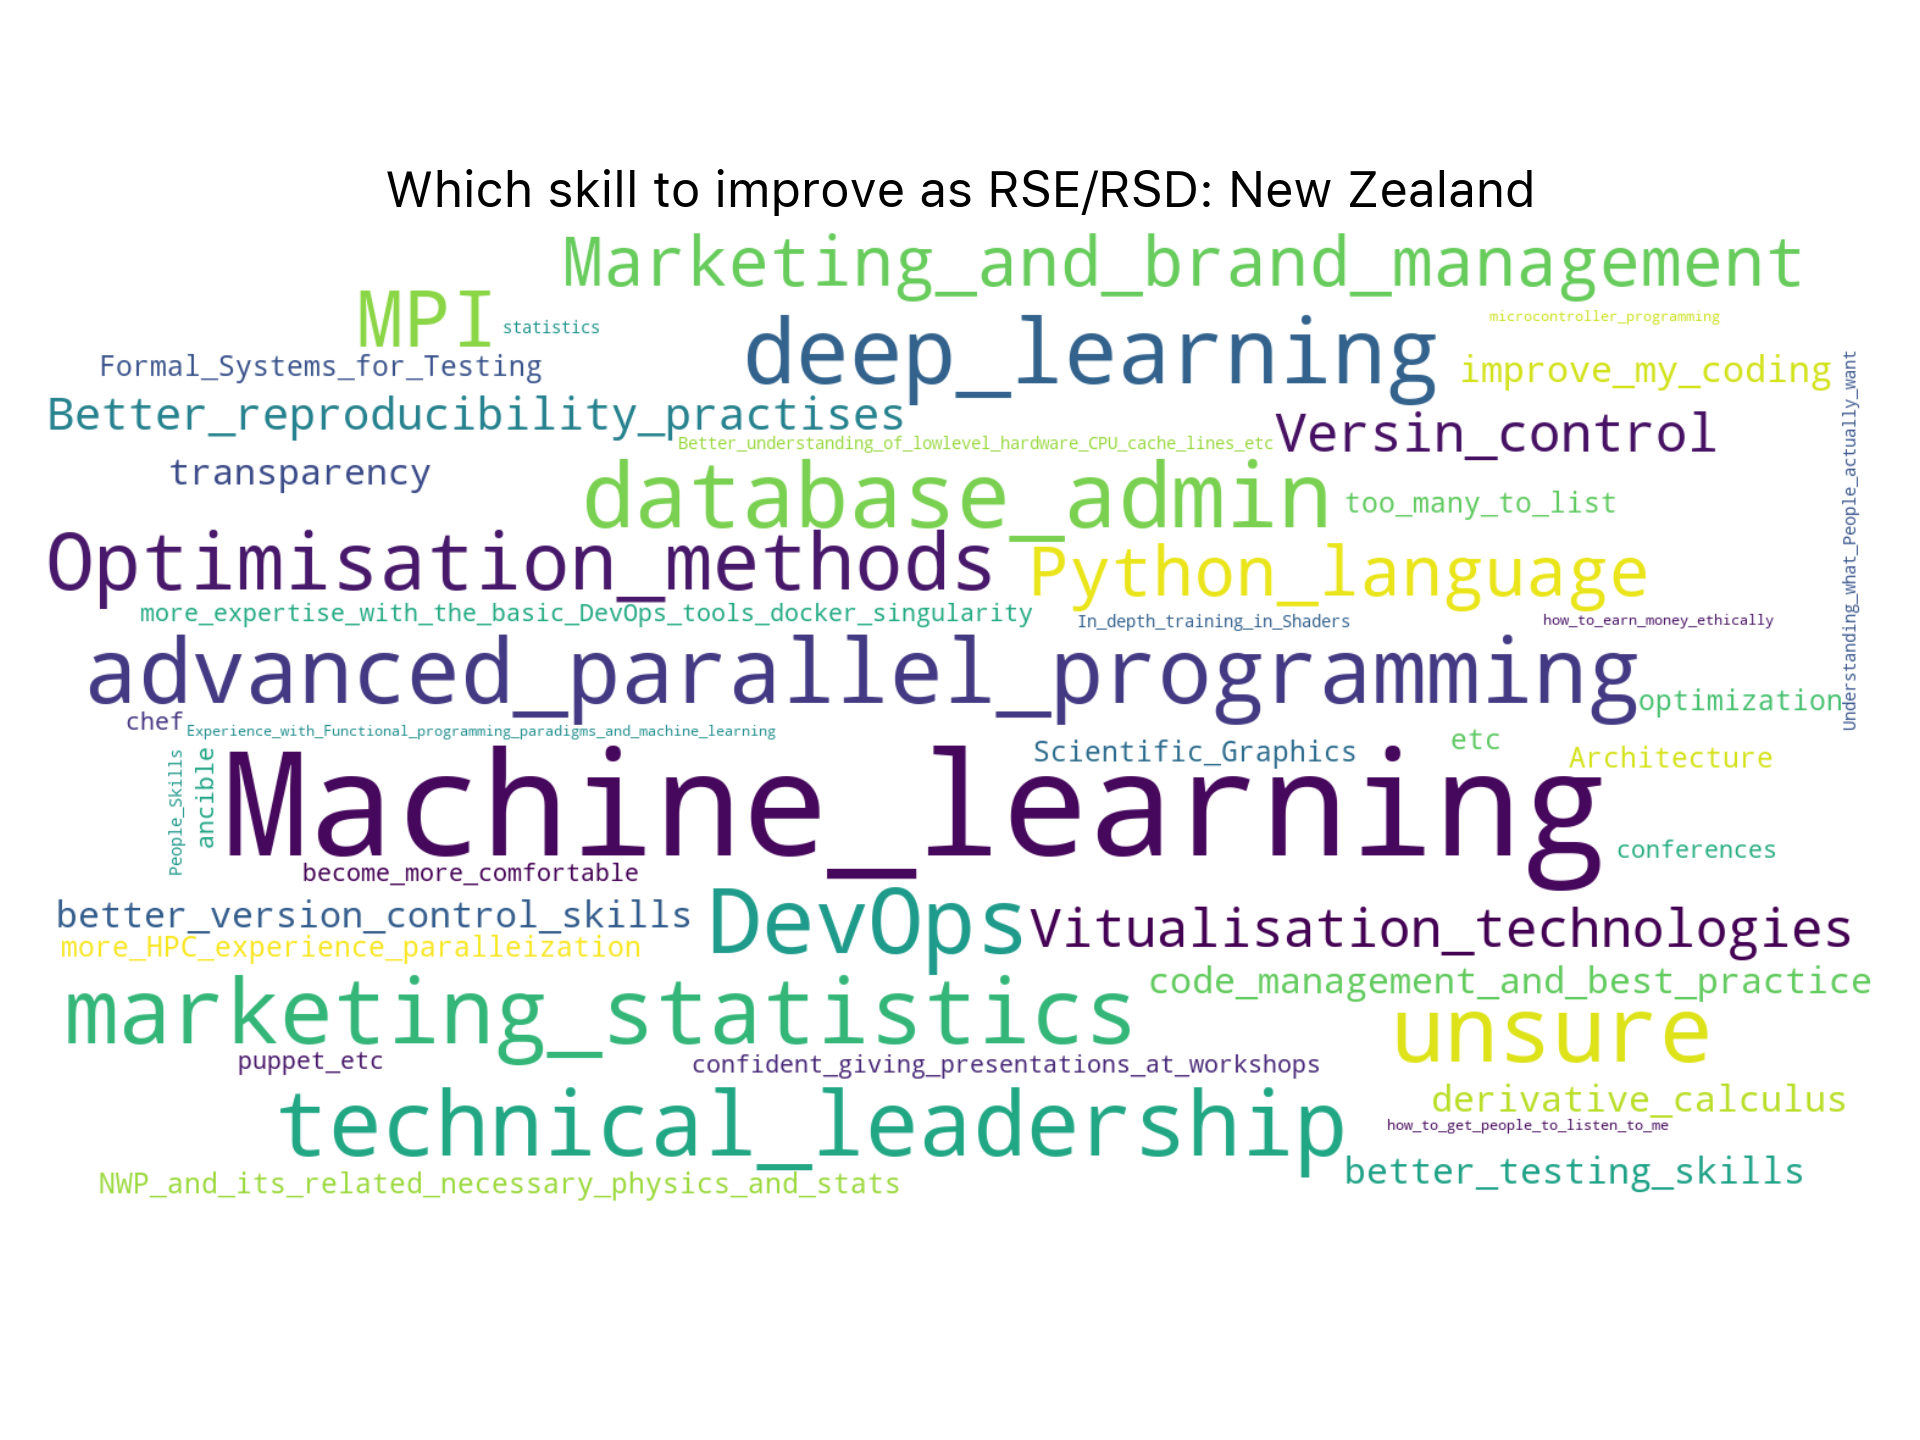 Which skill to improve as RSE/RSD: New Zealand
Marketing_and_brand_management
MPI
statistics
deep_learning
microcontroller_programming
Formal_Systems_for_Testing
improve_my_coding
Understanding_what_People_actually_want
Better_reproducibility_practises
Better_understanding_of_lowlevel_hardware_CPU_cache_lines_etc
Versin_control
transparency
database_admin
too_many_to_list
Optimisation_methods
Python_language
more_expertise_with_the_basic_DevOps_tools_docker_singularity
In_depth_training_in_Shaders
how_to_earn_money_ethically
advanced_parallel_programming
optimization
chef
Experience_with_Functional_programming_paradigms_and_machine_learning
Scientific_Graphics
etc
Architecture
People_Skills
ancible
Machine_learning
conferences
become_more_comfortable
better_version_control_skills
DevOps
Vitualisation_technologies
more_HPC_experience_paralleization
code_management_and_best_practice
marketing_statistics
unsure
puppet_etc
confident_giving_presentations_at_workshops
derivative_calculus
technical_leadership
how_to_get_people_to_listen_to_me
better_testing_skills
NWP_and_its_related_necessary_physics_and_stats